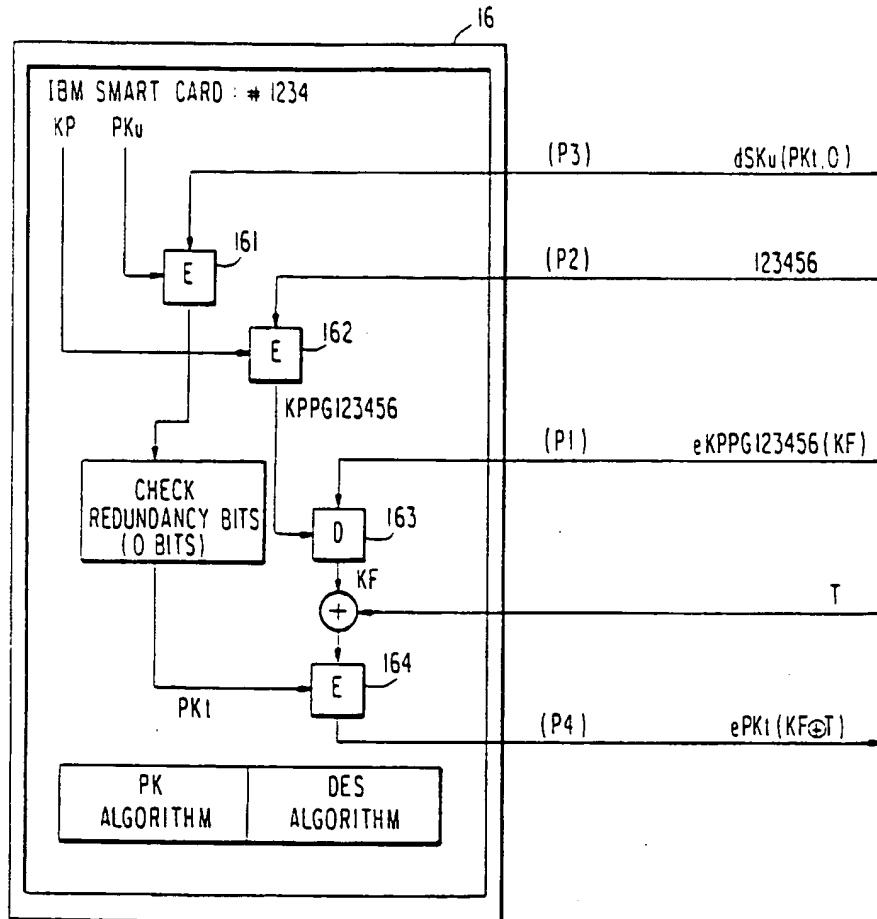 16
IBM SMART CARD : # 1234
KP PKu
(P3) dSKu(PKt,0)
161
E
(P2) 123456
162
E
KPPG123456
(P1) eKPPG123456(KF)
CHECK
REDUNDANCY BITS
(0 BITS)
163
D
KF
T
+
164
E
PKt
(P4) ePKt(KF⊕T)
PK
ALGORITHM
DES
ALGORITHM